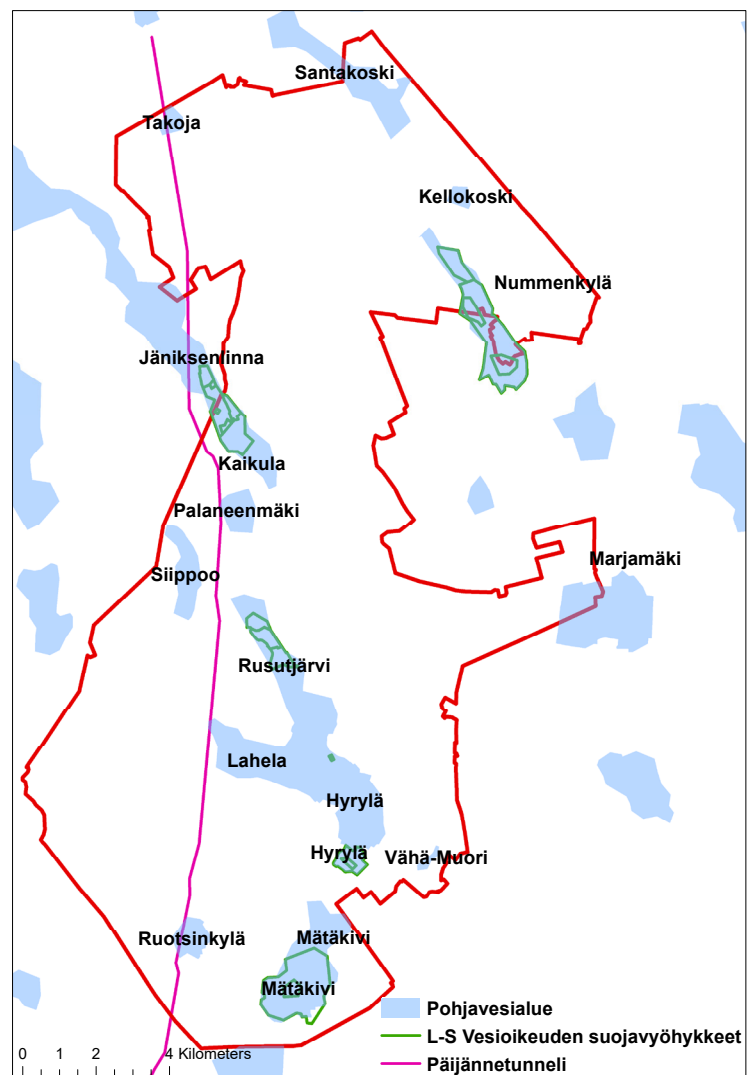 Santakoski
Takoja
Kellokoski
Nummenkylä
Jäniksenlinna
Kaikula
Palaneenmäki
Siippoo
Marjamäki
Rusutjärvi
Lahela
Hyrylä
Hyrylä
Vähä-Muori
Ruotsinkylä
Mätäkivi
Mätäkivi
Pohjavesialue
L-S Vesioikeuden suojavyöhykkeet
Päijännetunneli
0 1 2 4 Kilometers